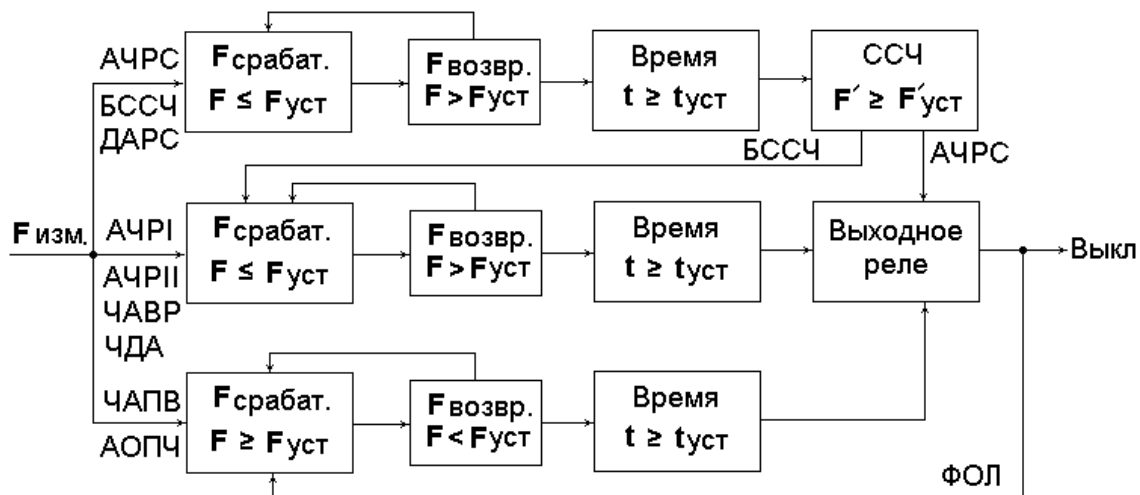 АЧРС
БССЧ
ДАРС
Fсрабат.
F ≤ Fуст
Fвозвр.
F > Fуст
Время
t ≥ tуст
ССЧ
F´ ≥ F´уст
БССЧ
АЧРС
F изм.
АЧРI
АЧРII
ЧАВР
ЧДА
Fсрабат.
F ≤ Fуст
Fвозвр.
F > Fуст
Время
t ≥ tуст
Выходное
реле
Выкл
ЧАПВ
АОПЧ
Fсрабат.
F ≥ Fуст
Fвозвр.
F < Fуст
Время
t ≥ tуст
ФОЛ